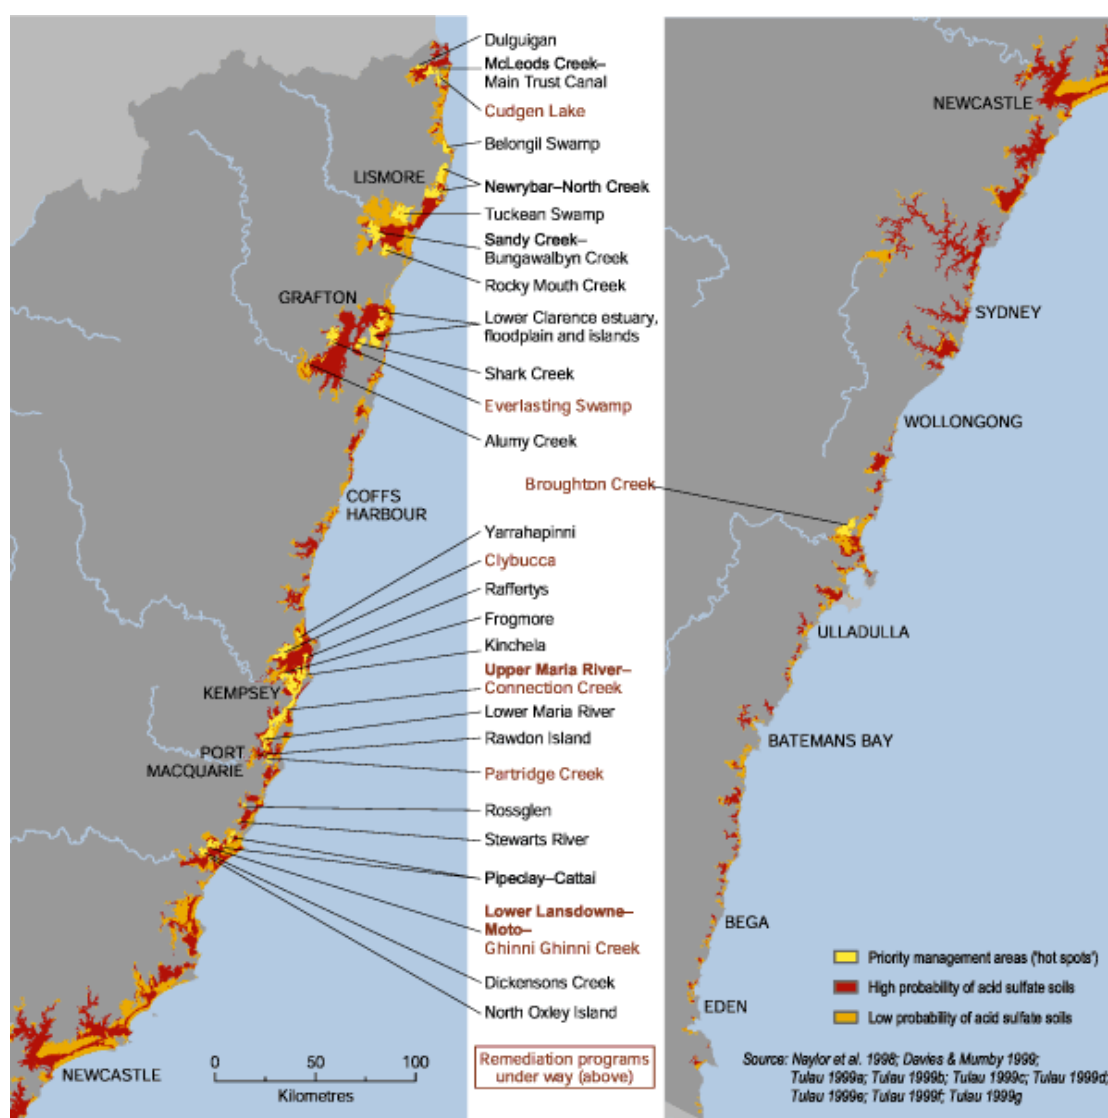 Dulguigan
McLeods Creek–
Main Trust Canal
Cudgen Lake
Belongil Swamp
LISMORE
Newrybar–North Creek
Tuckean Swamp
Sandy Creek–
Bungawalbyn Creek
Rocky Mouth Creek
GRAFTON
Lower Clarence estuary,
floodplain and islands
Shark Creek
Everlasting Swamp
Alumy Creek
Broughton Creek
COFFS
HARBOUR
Yarrahapinni
Clybucca
Raffertys
Frogmore
Kinchela
Upper Maria River–
Connection Creek
KEMPSEY
Lower Maria River
Rawdon Island
PORT
MACQUARIE
Partridge Creek
Rossglen
Stewarts River
Pipeclay–Cattai
Lower Lansdowne–
Moto–
Ghinni Ghinni Creek
Dickensons Creek
North Oxley Island
NEWCASTLE
0 50 100
Kilometres
Remediation programs
under way (above)
NEWCASTLE
SYDNEY
WOLLONGONG
ULLADULLA
BATEMANS BAY
BEGA
EDEN
Priority management areas ('hot spots')
High probability of acid sulfate soils
Low probability of acid sulfate soils
Source: Naylor et al. 1998; Davies & Mumby 1999;
Tulau 1999a; Tulau 1999b; Tulau 1999c; Tulau 1999d;
Tulau 1999e; Tulau 1999f; Tulau 1999g